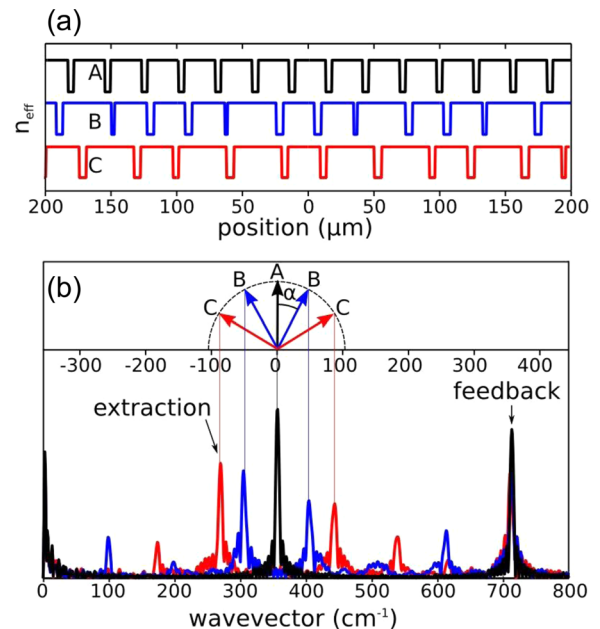 (a)
A
B
C
n_eff
200 150 100 50 0 50 100 150 200
position (μm)
(b)
A
B B
α
C C
-300 -200 -100 0 100 200 300 400
extraction
feedback
0 100 200 300 400 500 600 700 800
wavevector (cm⁻¹)